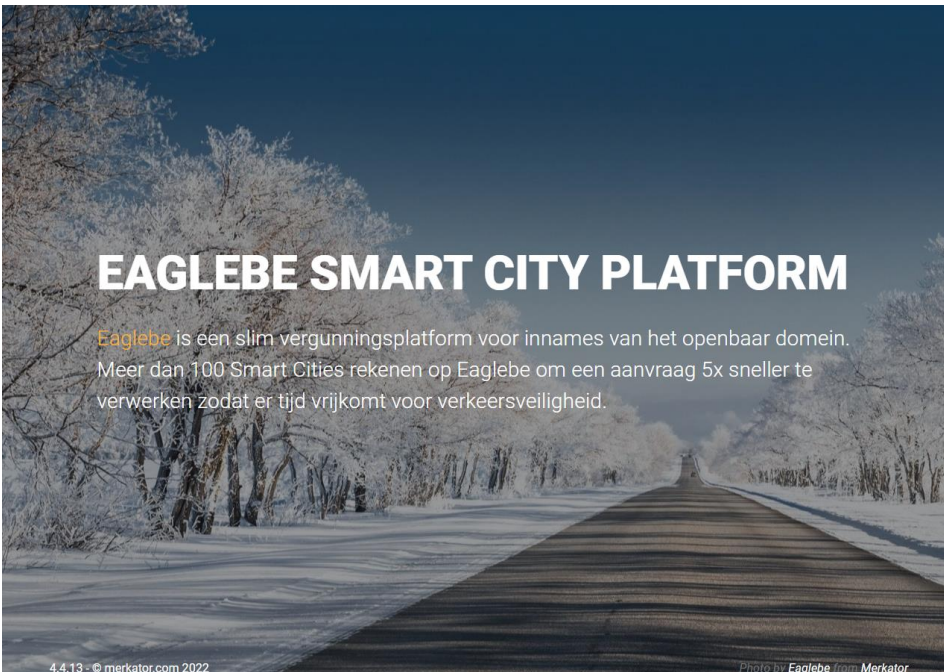 EAGLEBE SMART CITY PLATFORM
Eaglebe is een slim vergunningsplatform voor innames van het openbaar domein.
Meer dan 100 Smart Cities rekenen op Eaglebe om een aanvraag 5x sneller te
verwerken zodat er tijd vrijkomt voor verkeersveiligheid.
4.4.13 - © merkator.com 2022
Photo by Eaglebe from Merkator